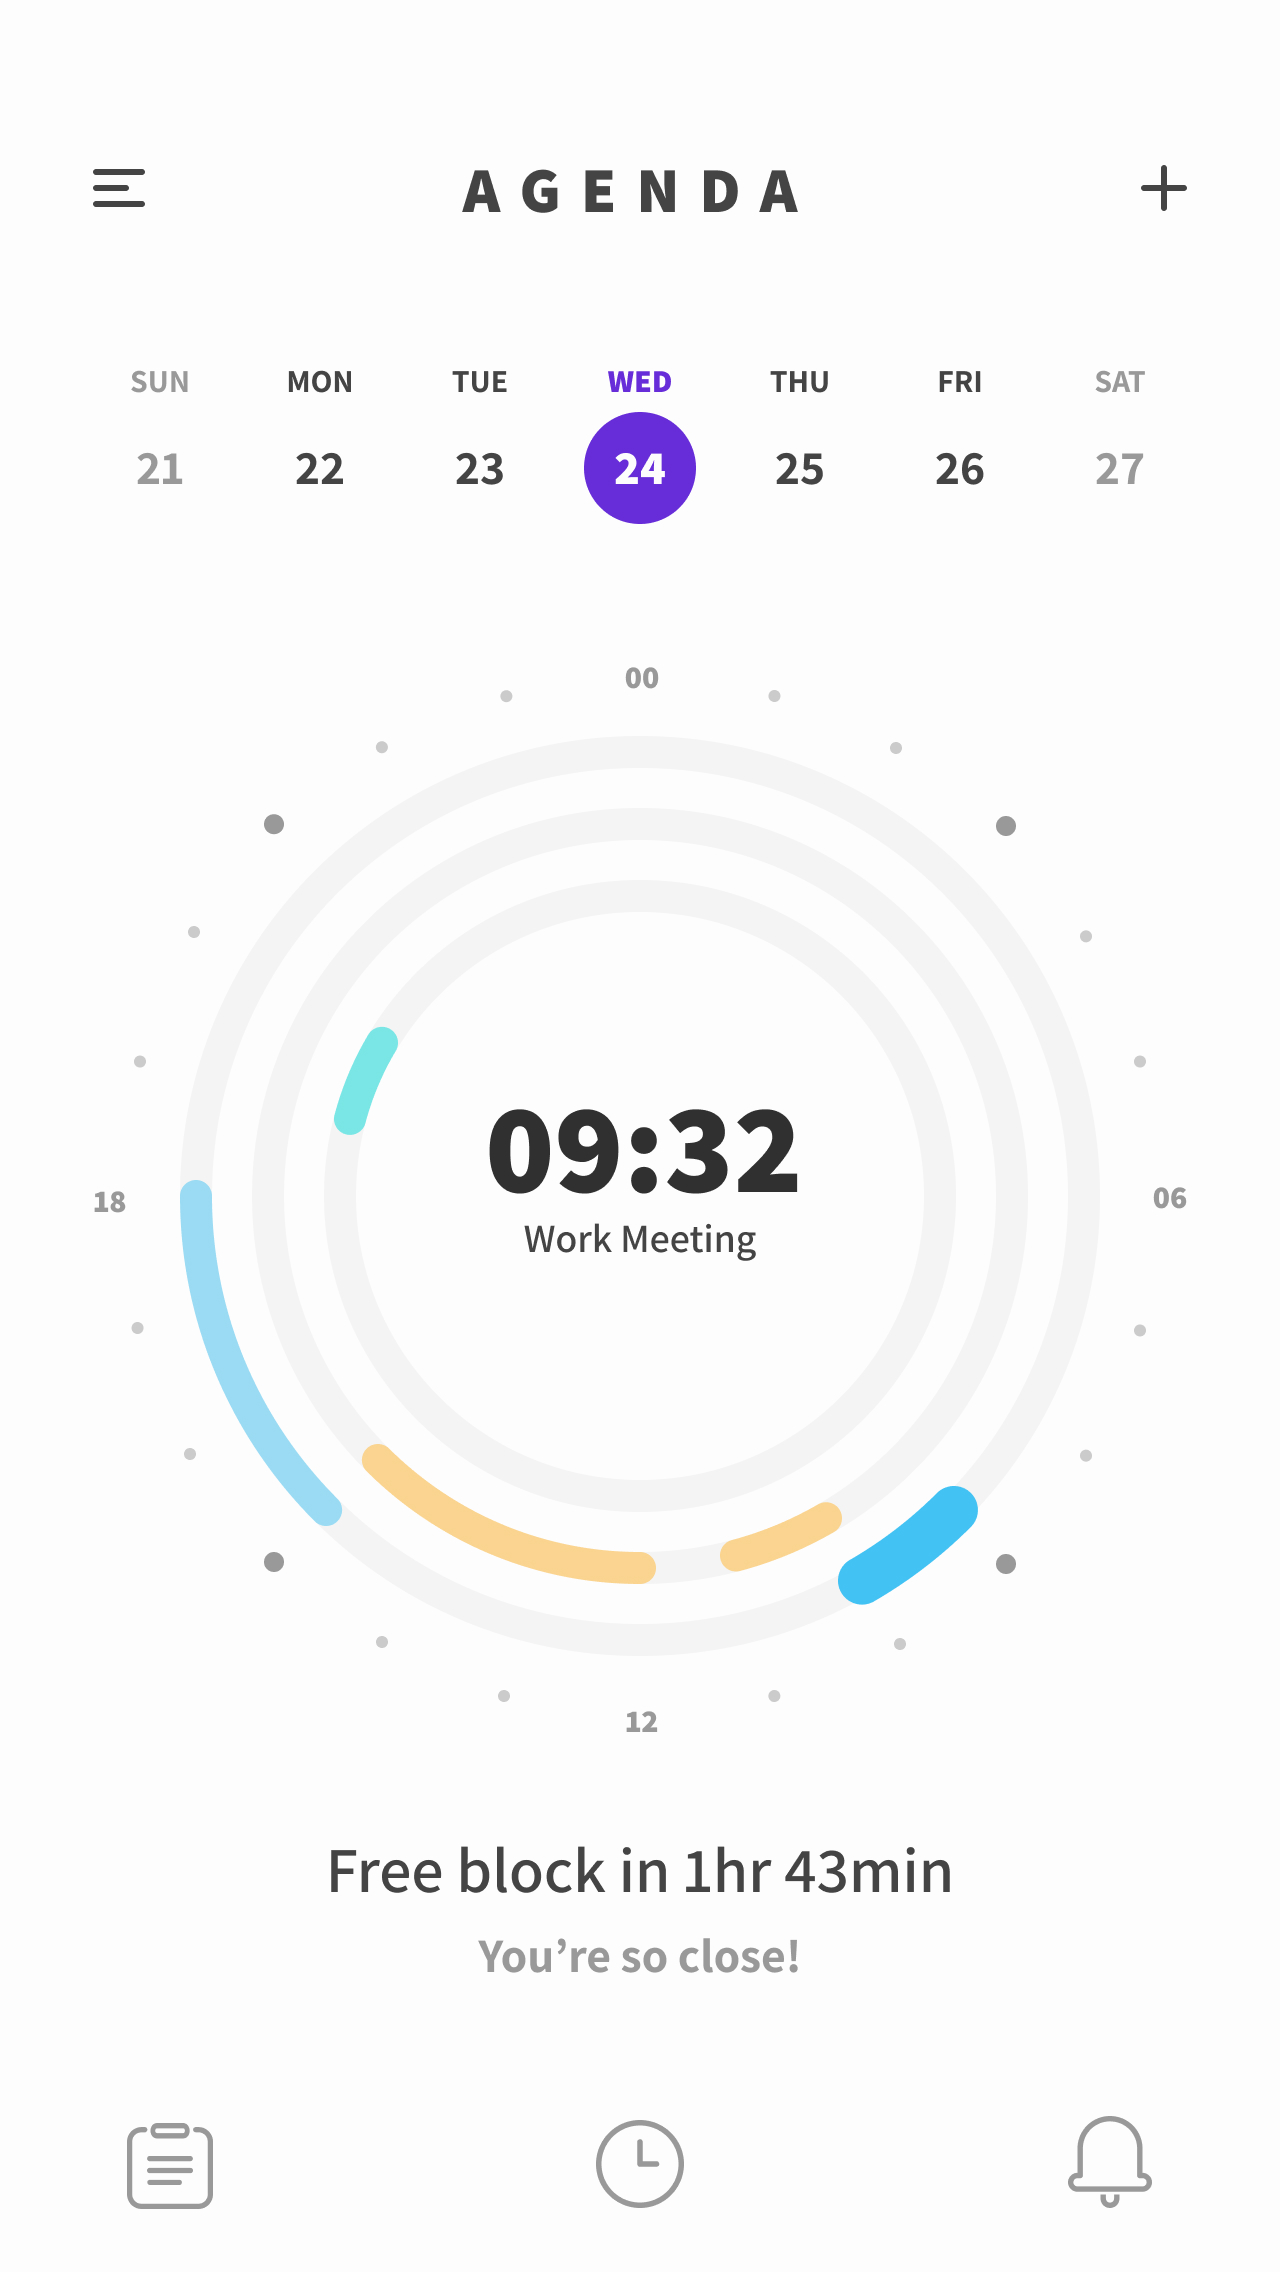 AGENDA
SUN MON TUE WED THU FRI SAT
21 22 23 24 25 26 27
00
09:32
18 06
Work Meeting
12
Free block in 1hr 43min
You’re so close!